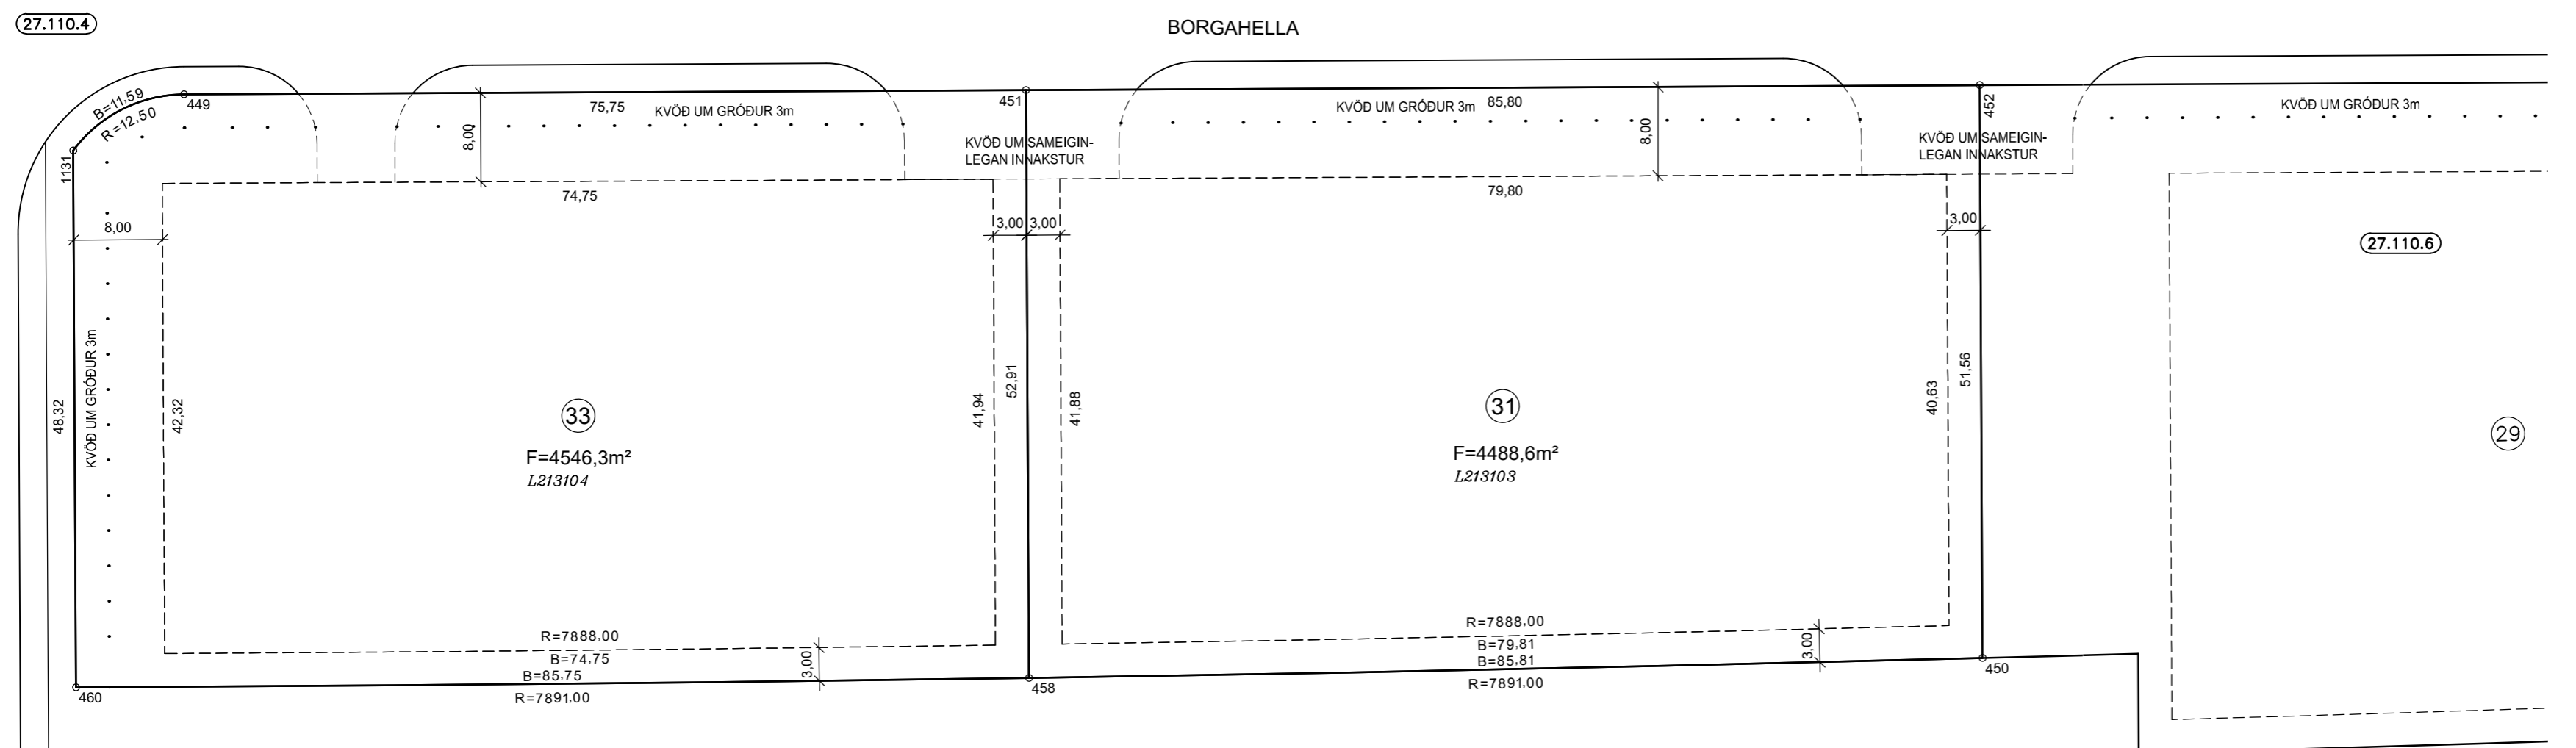 27.110.4
BORGAHELLA
B=11,59
R=12,50
449
75,75
KVÖÐ UM GRÓÐUR 3m
451
KVÖÐ UM GRÓÐUR 3m
85,80
452
KVÖÐ UM GRÓÐUR 3m
1131
8,00
KVÖÐ UM SAMEIGIN-
LEGAN INNAKSTUR
8,00
KVÖÐ UM SAMEIGIN-
LEGAN INNAKSTUR
74,75
79,80
8,00
3,00
3,00
3,00
27.110.6
48,32
KVÖÐ UM GRÓÐUR 3m
42,32
33
F=4546,3m²
L213104
41,94
52,91
41,88
31
F=4488,6m²
L213103
40,63
51,56
29
R=7888,00
B=74,75
B=85,75
R=7891,00
3,00
R=7888,00
B=79,81
B=85,81
R=7891,00
3,00
460
458
450